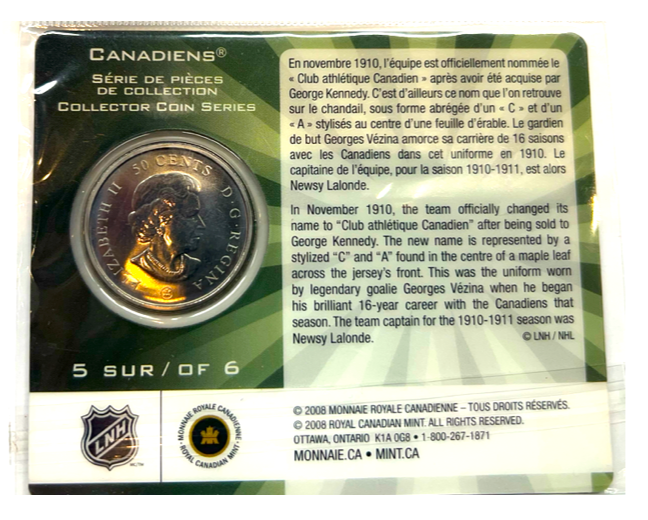 CANADIENS®
SÉRIE DE PIÈCES
DE COLLECTION
COLLECTOR COIN SERIES
ELIZABETH II 50 CENTS D·G·REGINA
5 SUR/OF 6
En novembre 1910, l'équipe est officiellement nommée le
« Club athlétique Canadien » après avoir été acquise par
George Kennedy. C'est d'ailleurs ce nom que l'on retrouve
sur le chandail, sous forme abrégée d'un « C » et d'un
« A » stylisés au centre d'une feuille d'érable. Le gardien
de but Georges Vézina amorce sa carrière de 16 saisons
avec les Canadiens dans cet uniforme en 1910. Le
capitaine de l'équipe, pour la saison 1910-1911, est alors
Newsy Lalonde.
In November 1910, the team officially changed its
name to "Club athlétique Canadien" after being sold to
George Kennedy. The new name is represented by a
stylized "C" and "A" found in the centre of a maple leaf
across the jersey's front. This was the uniform worn
by legendary goalie Georges Vézina when he began
his brilliant 16-year career with the Canadiens that
season. The team captain for the 1910-1911 season was
Newsy Lalonde.
© LNH / NHL
LNH
MONNAIE ROYALE CANADIENNE
ROYAL CANADIAN MINT
© 2008 MONNAIE ROYALE CANADIENNE – TOUS DROITS RÉSERVÉS.
© 2008 ROYAL CANADIAN MINT. ALL RIGHTS RESERVED.
OTTAWA, ONTARIO K1A 0G8 • 1-800-267-1871
MONNAIE.CA • MINT.CA